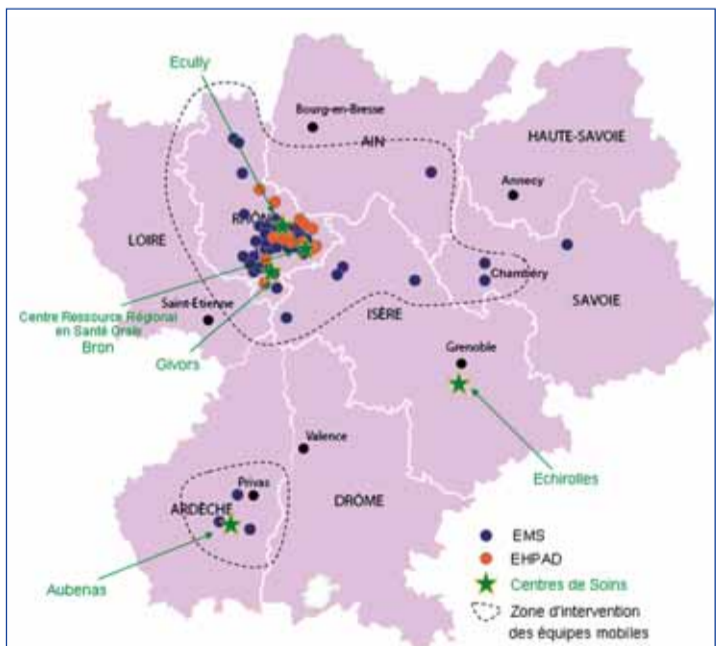 Ecully
Bourg-en-Bresse
AIN
HAUTE-SAVOIE
Annecy
RHÔNE
LOIRE
Chambéry
SAVOIE
Saint-Etienne
ISÈRE
Centre Ressource Régional
en Santé Orale
Bron
Givors
Grenoble
Valence
Echirolles
Privas
ARDÈCHE
DRÔME
Aubenas
EMS
EHPAD
Centres de Soins
Zone d'intervention
des équipes mobiles